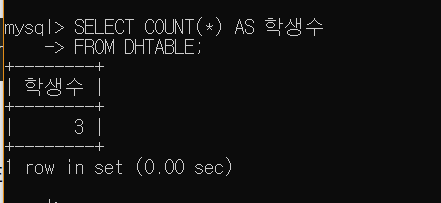 mysql> SELECT COUNT(*) AS 학생수
    -> FROM DHTABLE;
+--------+
| 학생수 |
+--------+
|      3 |
+--------+
1 row in set (0.00 sec)